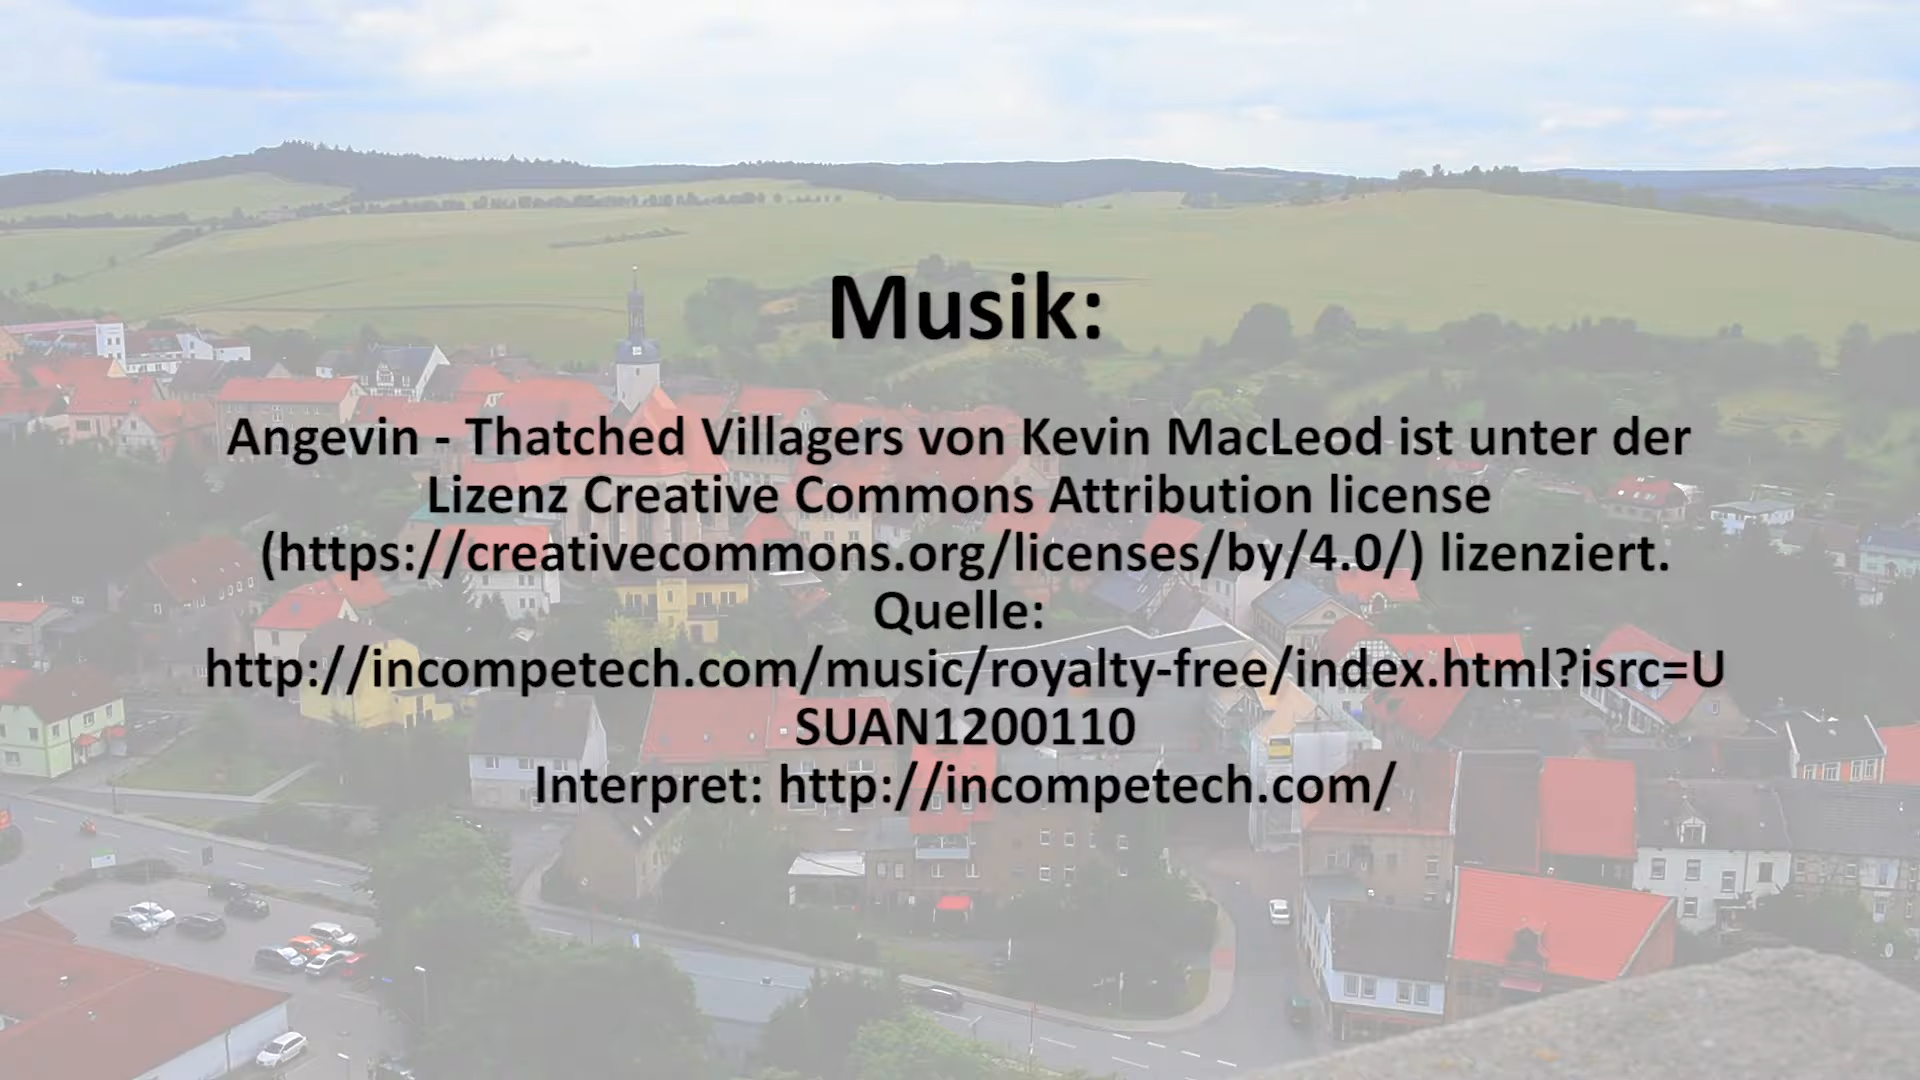 Musik:
Angevin - Thatched Villagers von Kevin MacLeod ist unter der
Lizenz Creative Commons Attribution license
(https://creativecommons.org/licenses/by/4.0/) lizenziert.
Quelle:
http://incompetech.com/music/royalty-free/index.html?isrc=U
SUAN1200110
Interpret: http://incompetech.com/